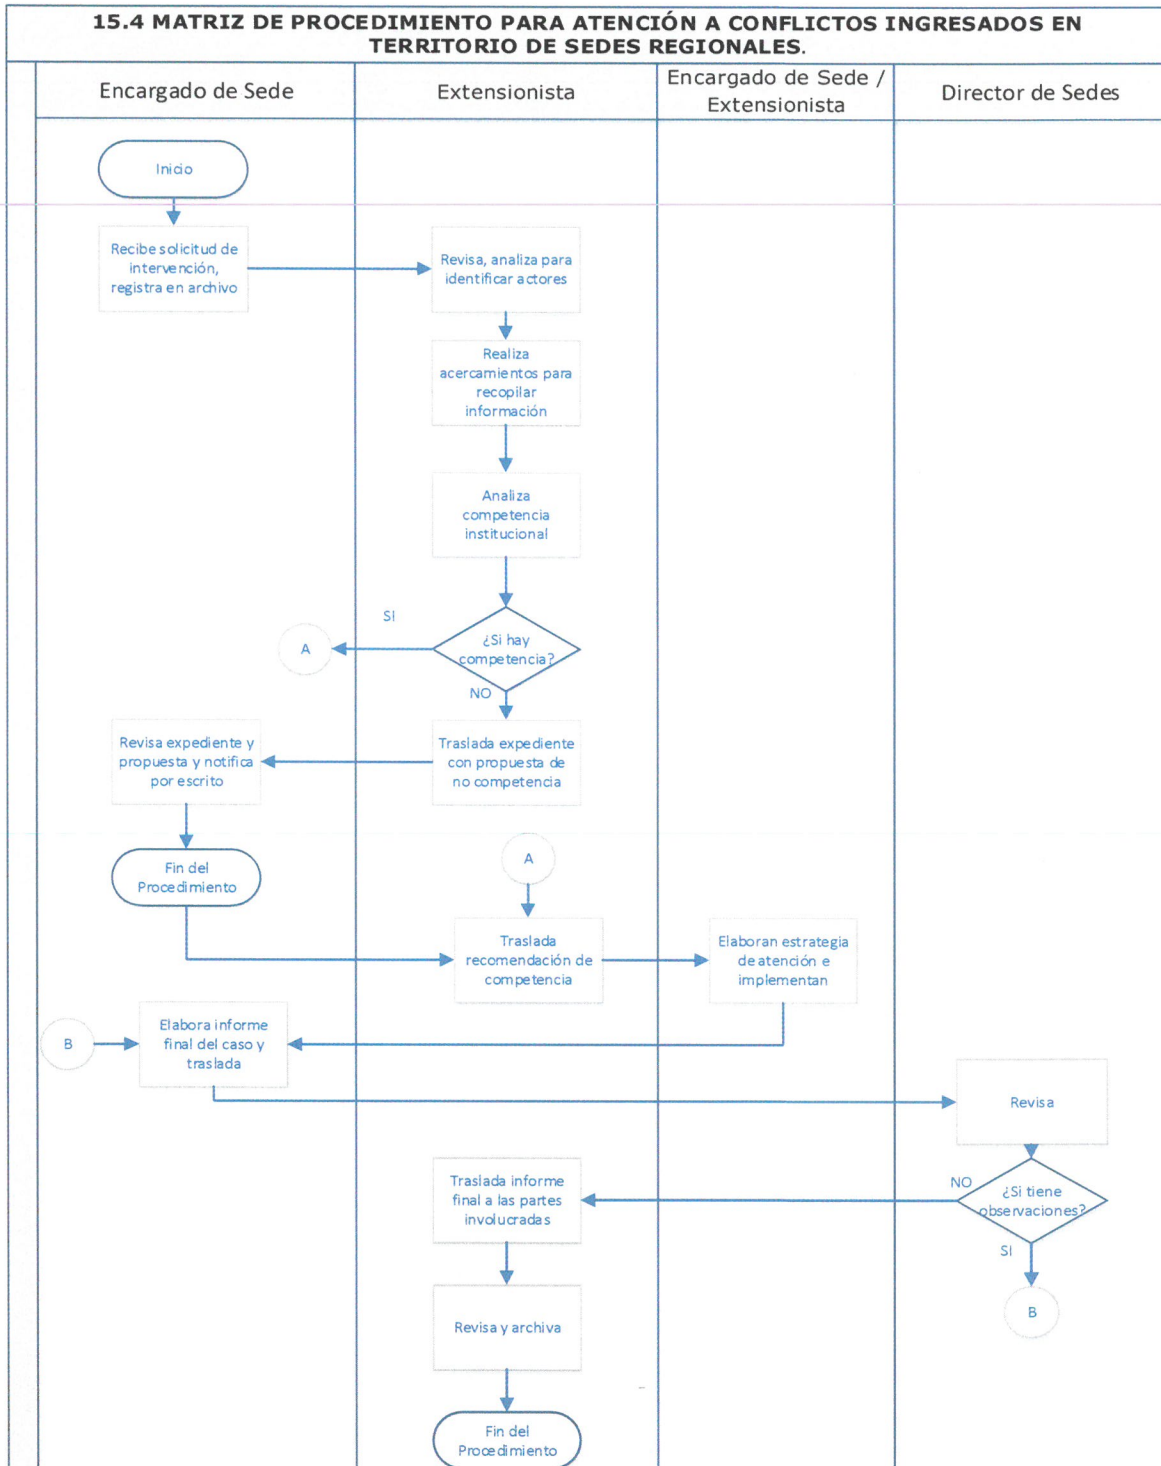 15.4 MATRIZ DE PROCEDIMIENTO PARA ATENCIÓN A CONFLICTOS INGRESADOS EN
TERRITORIO DE SEDES REGIONALES.
Encargado de Sede
Extensionista
Encargado de Sede /
Extensionista
Director de Sedes
Inicio
Recibe solicitud de
intervención,
registra en archivo
Revisa, analiza para
identificar actores
Realiza
acercamientos para
recopilar
información
Analiza
competencia
institucional
SI
¿Si hay
competencia?
A
NO
Revisa expediente y
propuesta y notifica
por escrito
Traslada expediente
con propuesta de
no competencia
Fin del
Procedimiento
A
Traslada
recomendación de
competencia
Elaboran estrategia
de atención e
implementan
B
Elabora informe
final del caso y
traslada
Revisa
Traslada informe
final a las partes
involucradas
NO
¿Si tiene
observaciones?
SI
B
Revisa y archiva
Fin del
Procedimiento